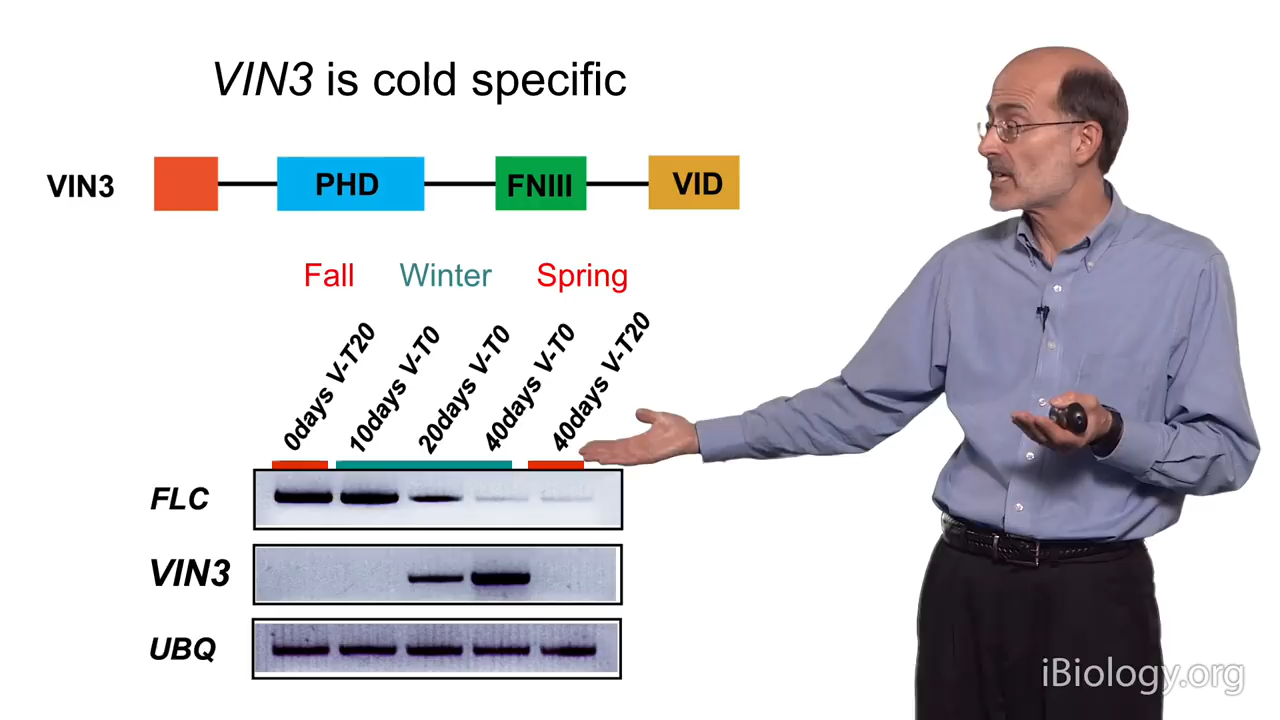 VIN3 is cold specific
VIN3 PHD FNIII VID
Fall Winter Spring
0days V-T20
10days V-T0
20days V-T0
40days V-T0
40days V-T20
FLC
VIN3
UBQ
iBiology.org